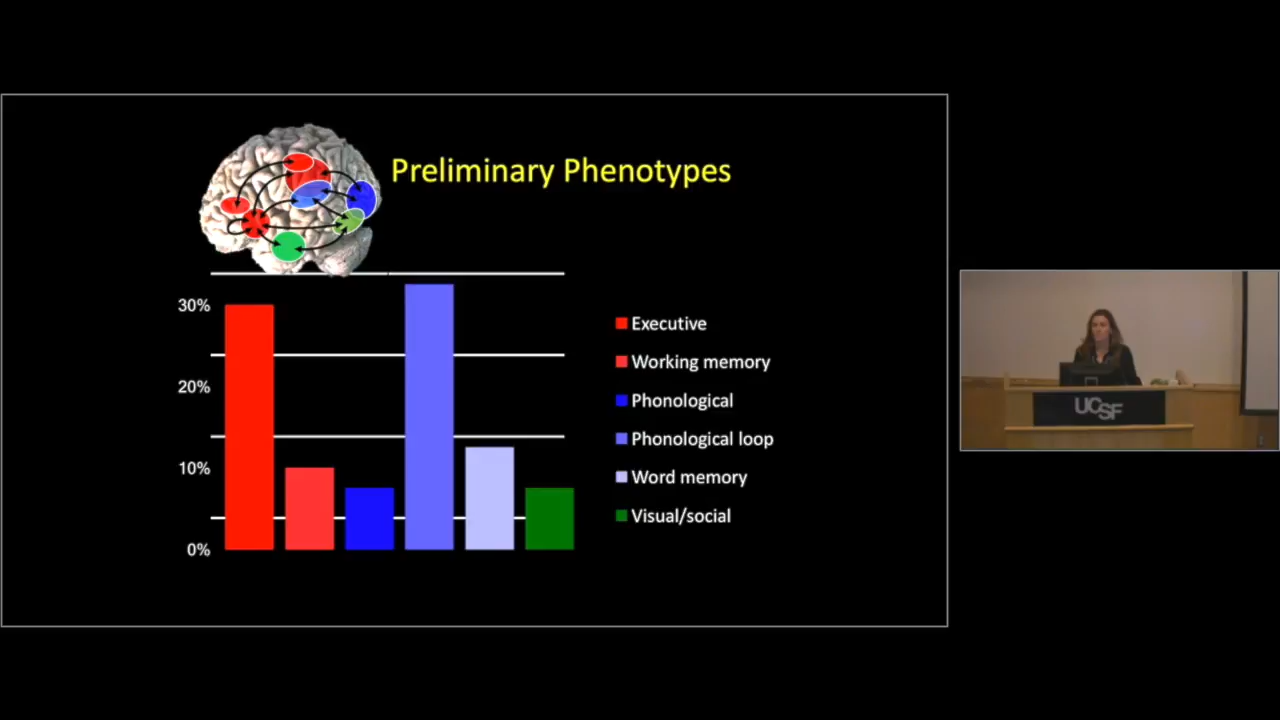 Preliminary Phenotypes
30%
20%
10%
0%
Executive
Working memory
Phonological
Phonological loop
Word memory
Visual/social
UCSF